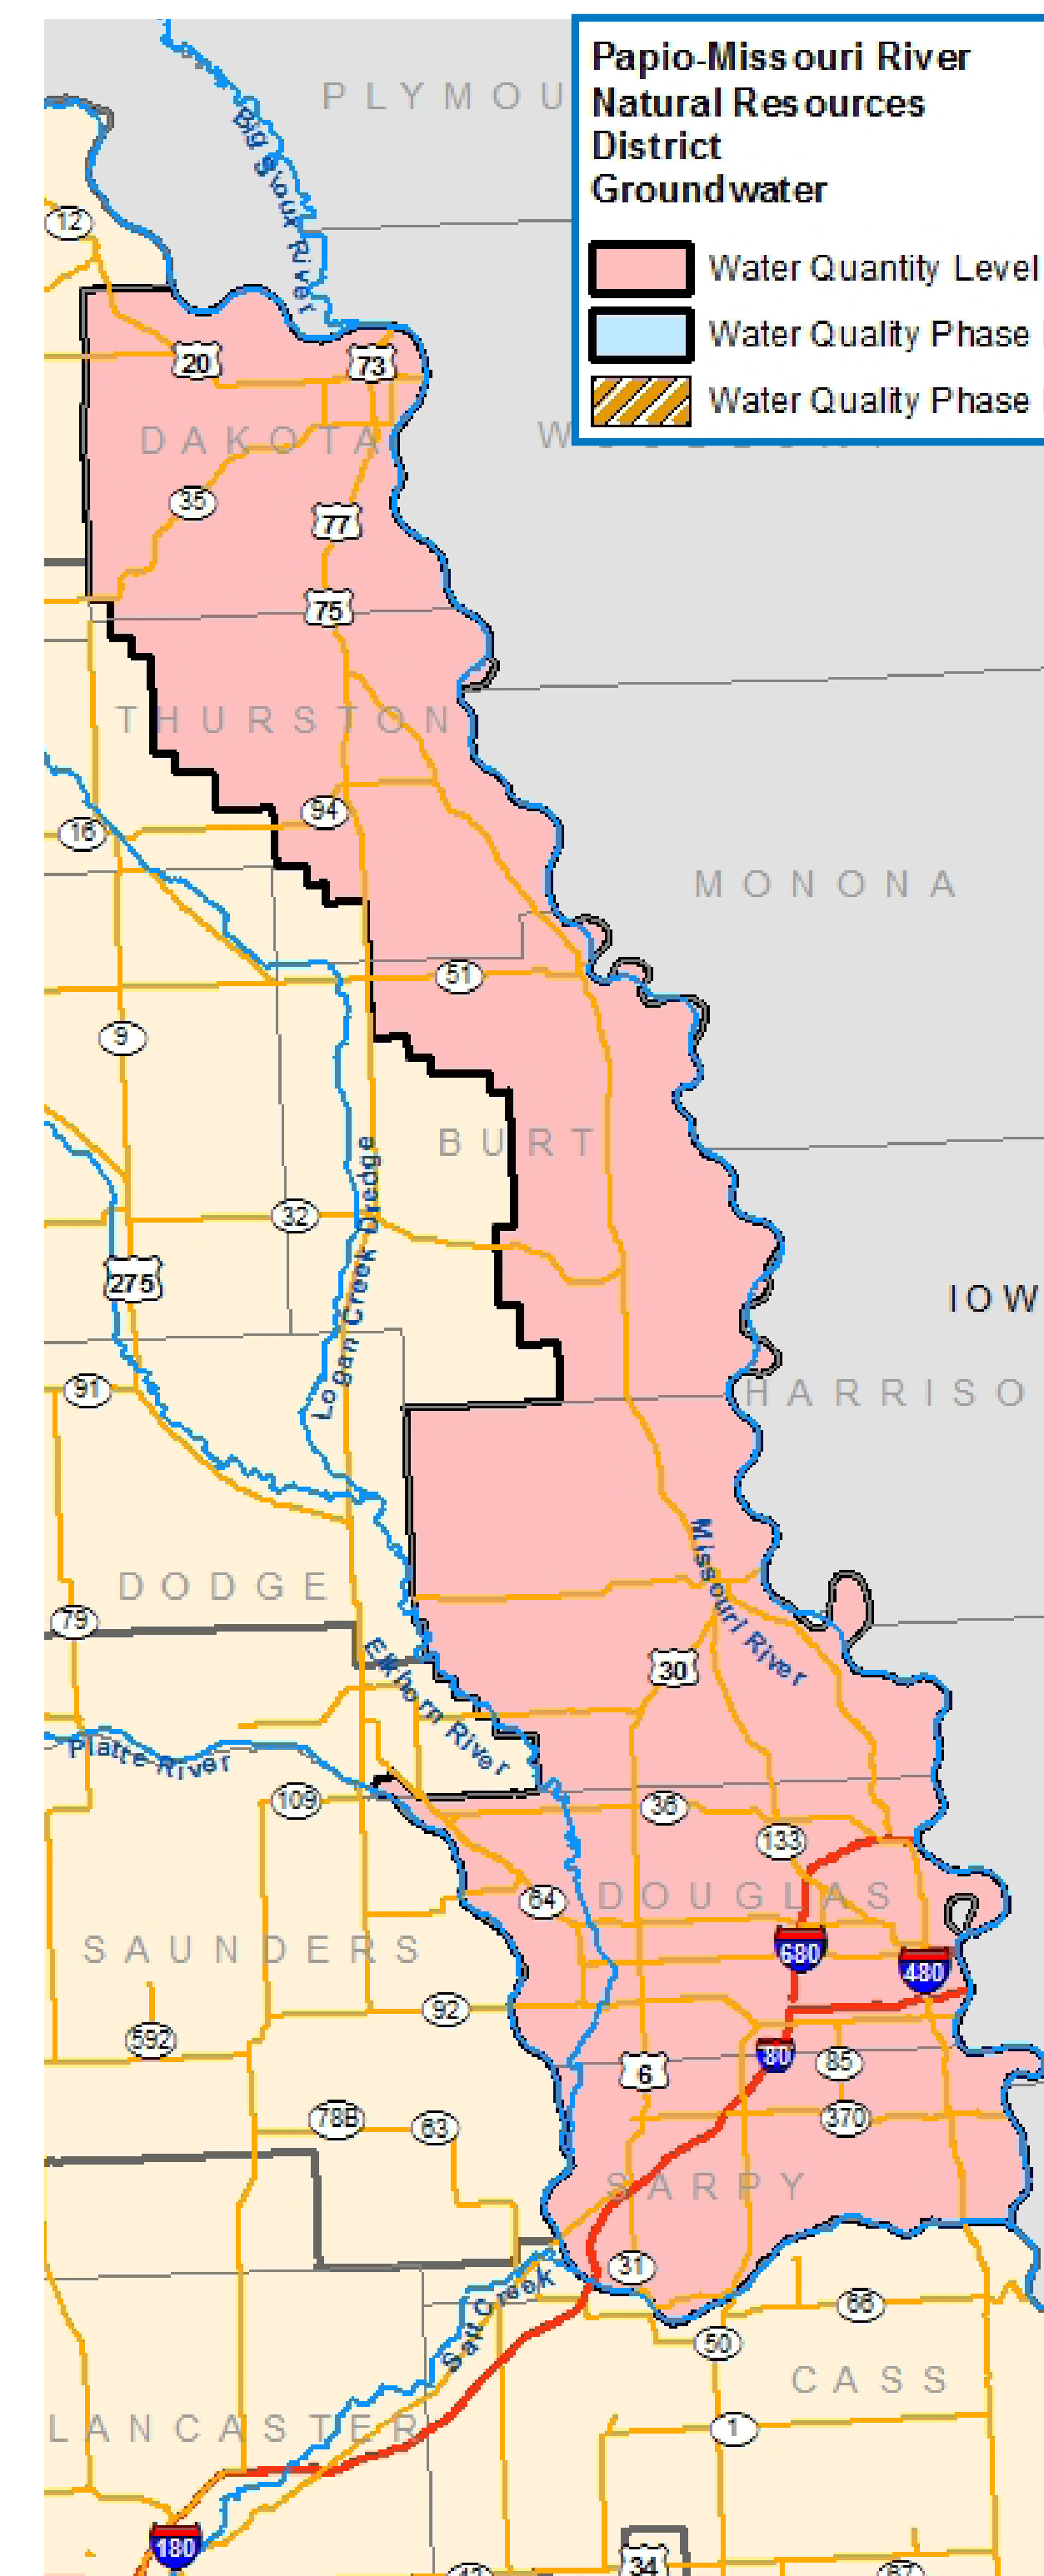 Papio-Missouri River
Natural Resources
District
Groundwater
Water Quantity Level
Water Quality Phase
Water Quality Phase
PLYMOU
Big Sioux River
12
20
73
DAKOTA
W
35
77
75
THURSTON
94
16
MONONA
51
9
BURT
Logan Creek Dredge
32
275
IOW
91
HARRISO
Missouri River
DODGE
79
Elkhorn River
30
Platte River
109
36
133
64
DOUGLAS
SAUNDERS
680
480
92
592
80
85
6
78B
63
370
SARPY
31
Salt Creek
66
50
CASS
LANCASTER
1
180
34